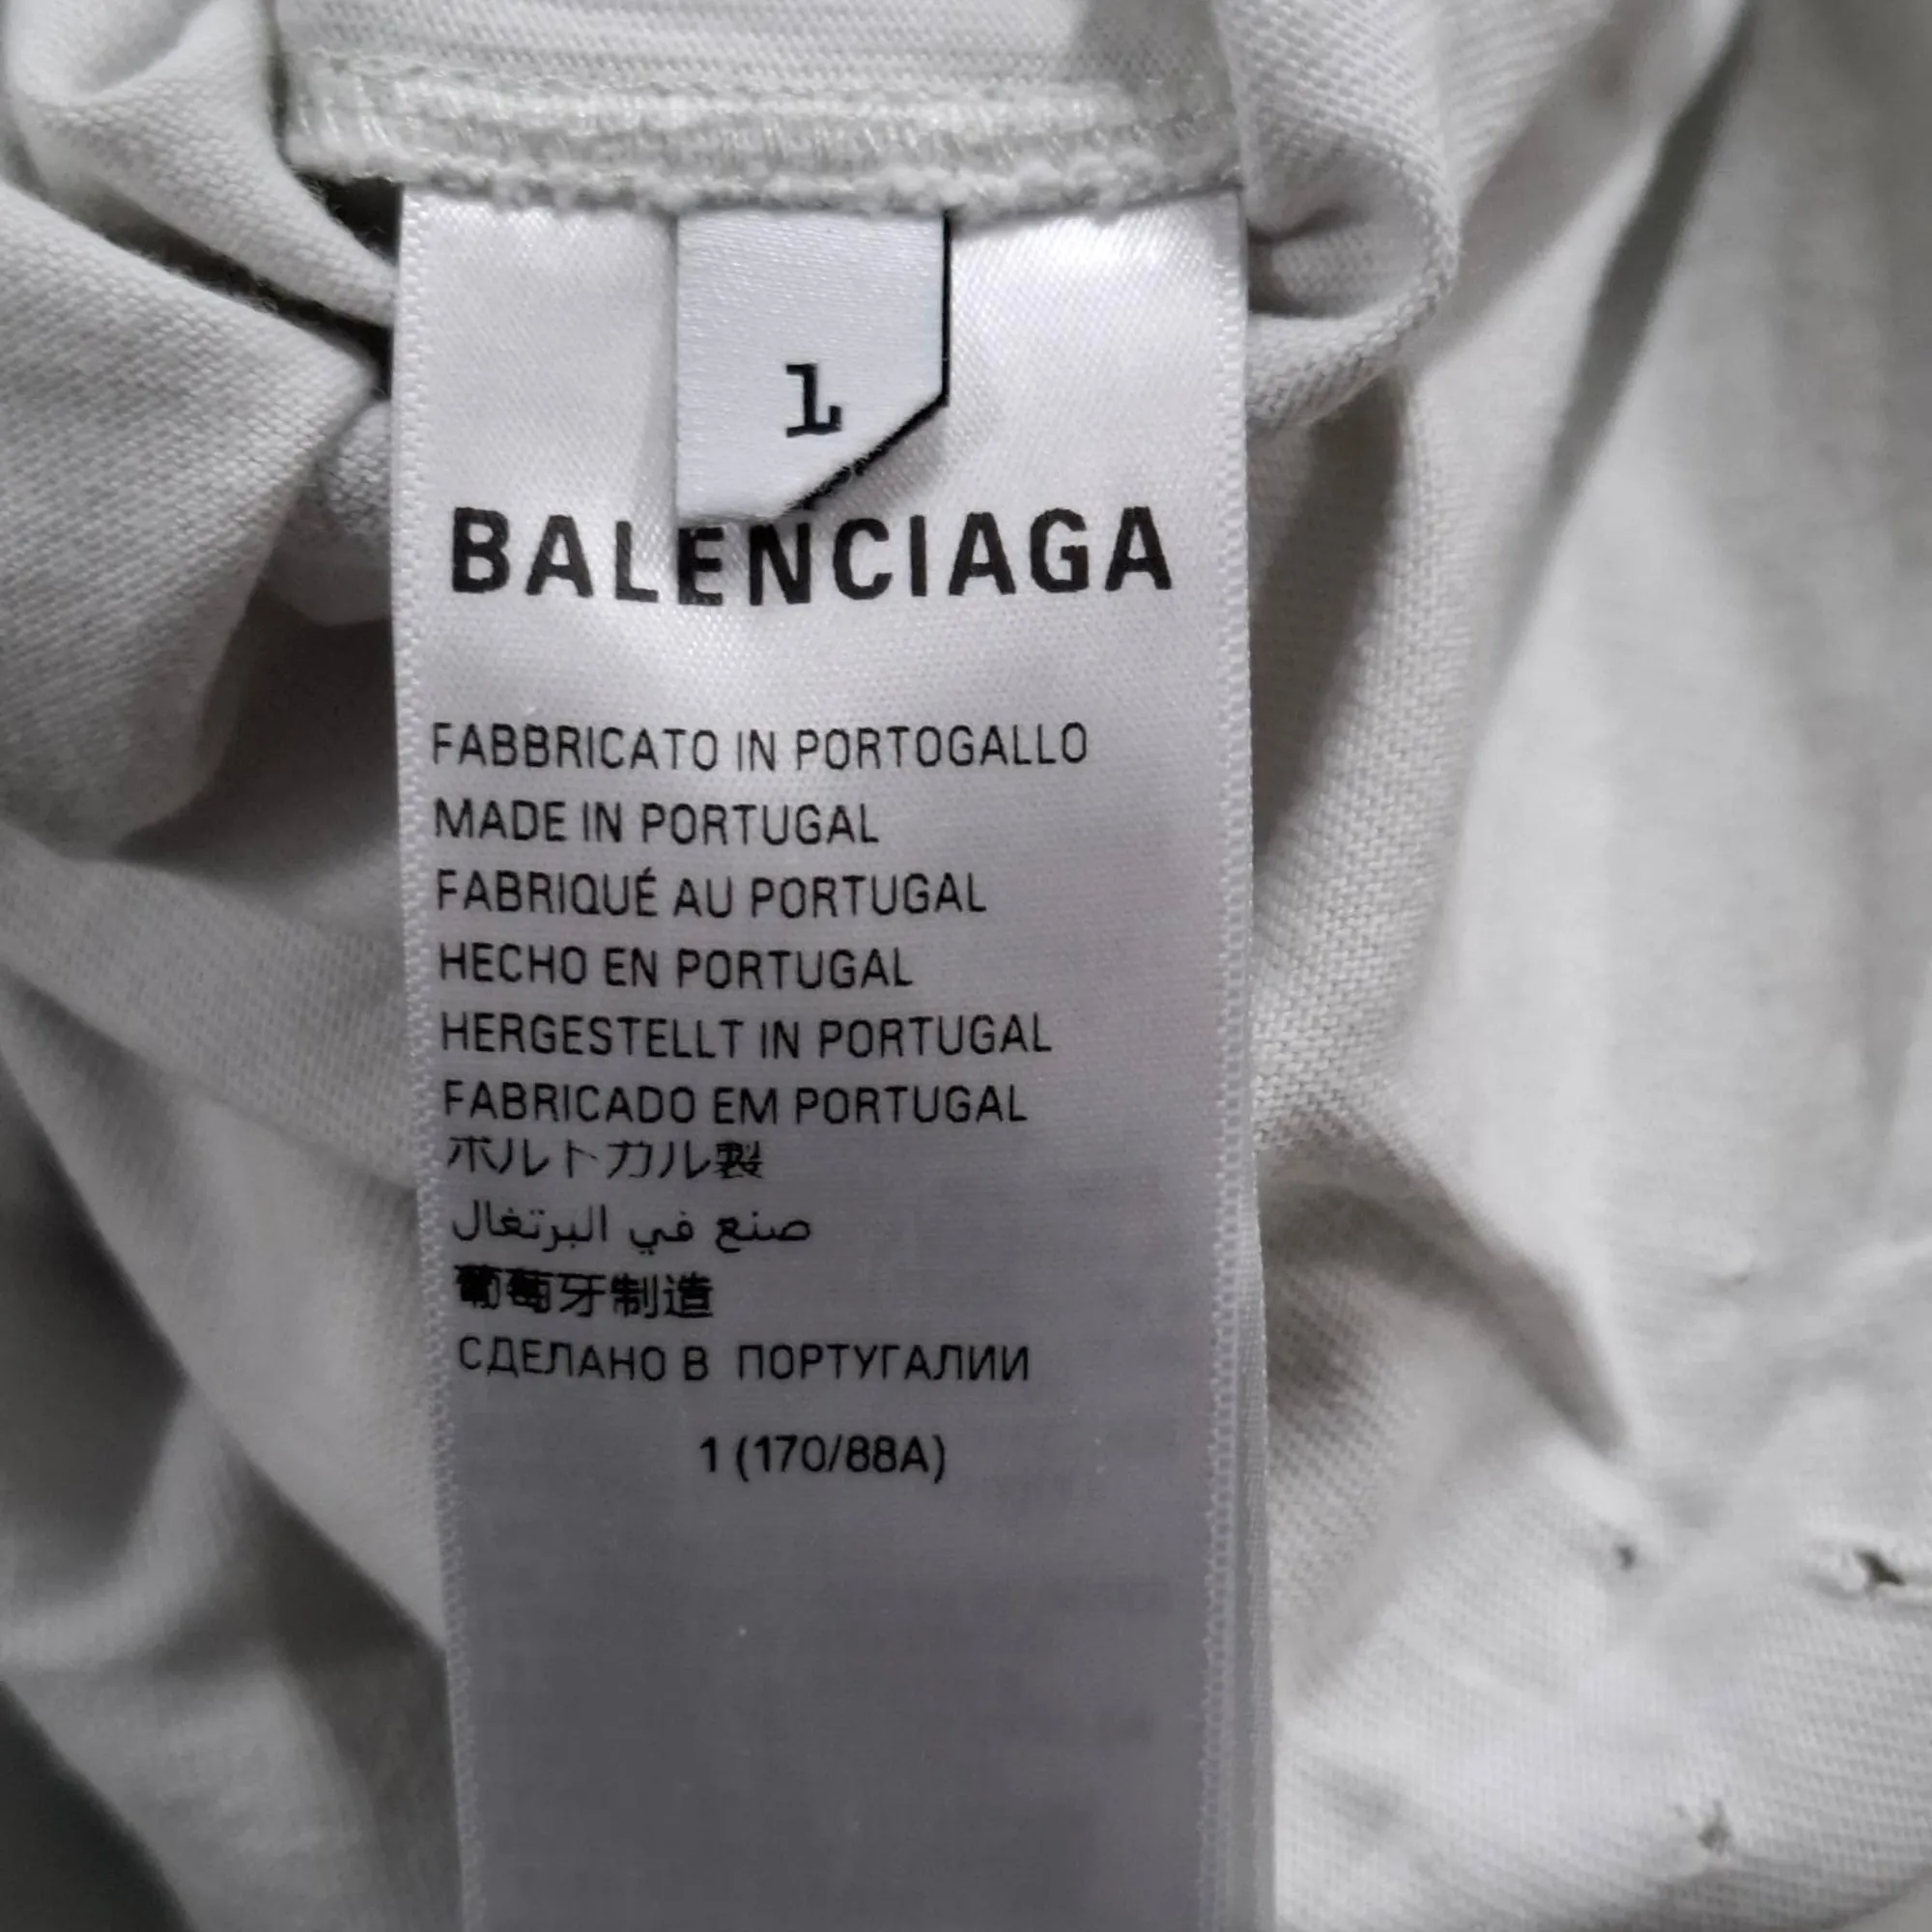 1
BALENCIAGA
FABBRICATO IN PORTOGALLO
MADE IN PORTUGAL
FABRIQUÉ AU PORTUGAL
HECHO EN PORTUGAL
HERGESTELLT IN PORTUGAL
FABRICADO EM PORTUGAL
ポルトガル製
صنع في البرتغال
葡萄牙制造
СДЕЛАНО В ПОРТУГАЛИИ
1 (170/88A)